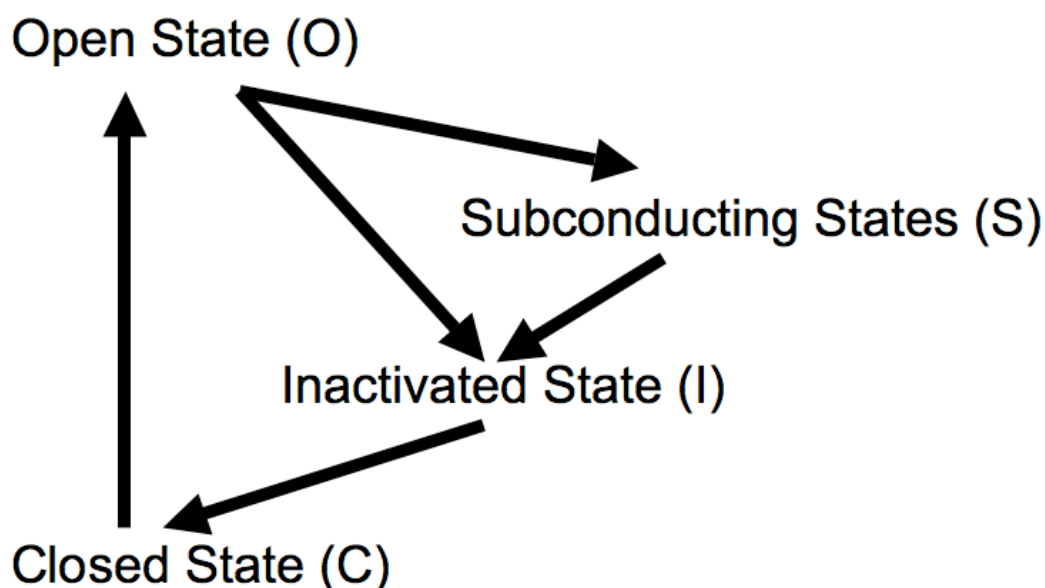 Open State (O)
Subconducting States (S)
Inactivated State (I)
Closed State (C)